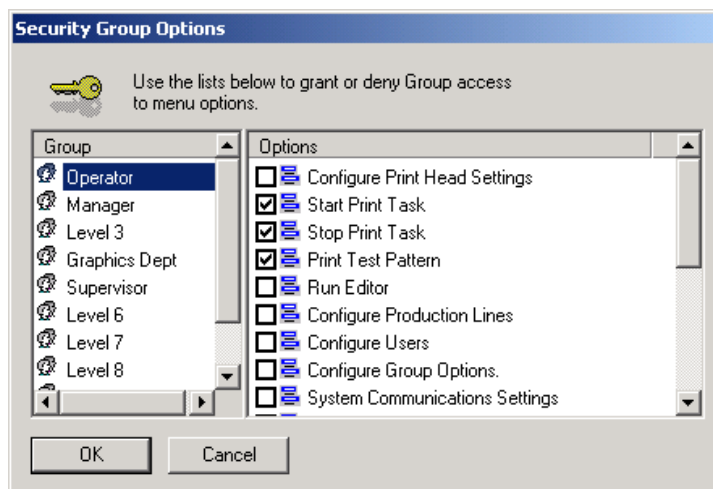 Security Group Options
Use the lists below to grant or deny Group access
to menu options.
Group
Operator
Manager
Level 3
Graphics Dept
Supervisor
Level 6
Level 7
Level 8
Options
Configure Print Head Settings
Start Print Task
Stop Print Task
Print Test Pattern
Run Editor
Configure Production Lines
Configure Users
Configure Group Options.
System Communications Settings
OK
Cancel